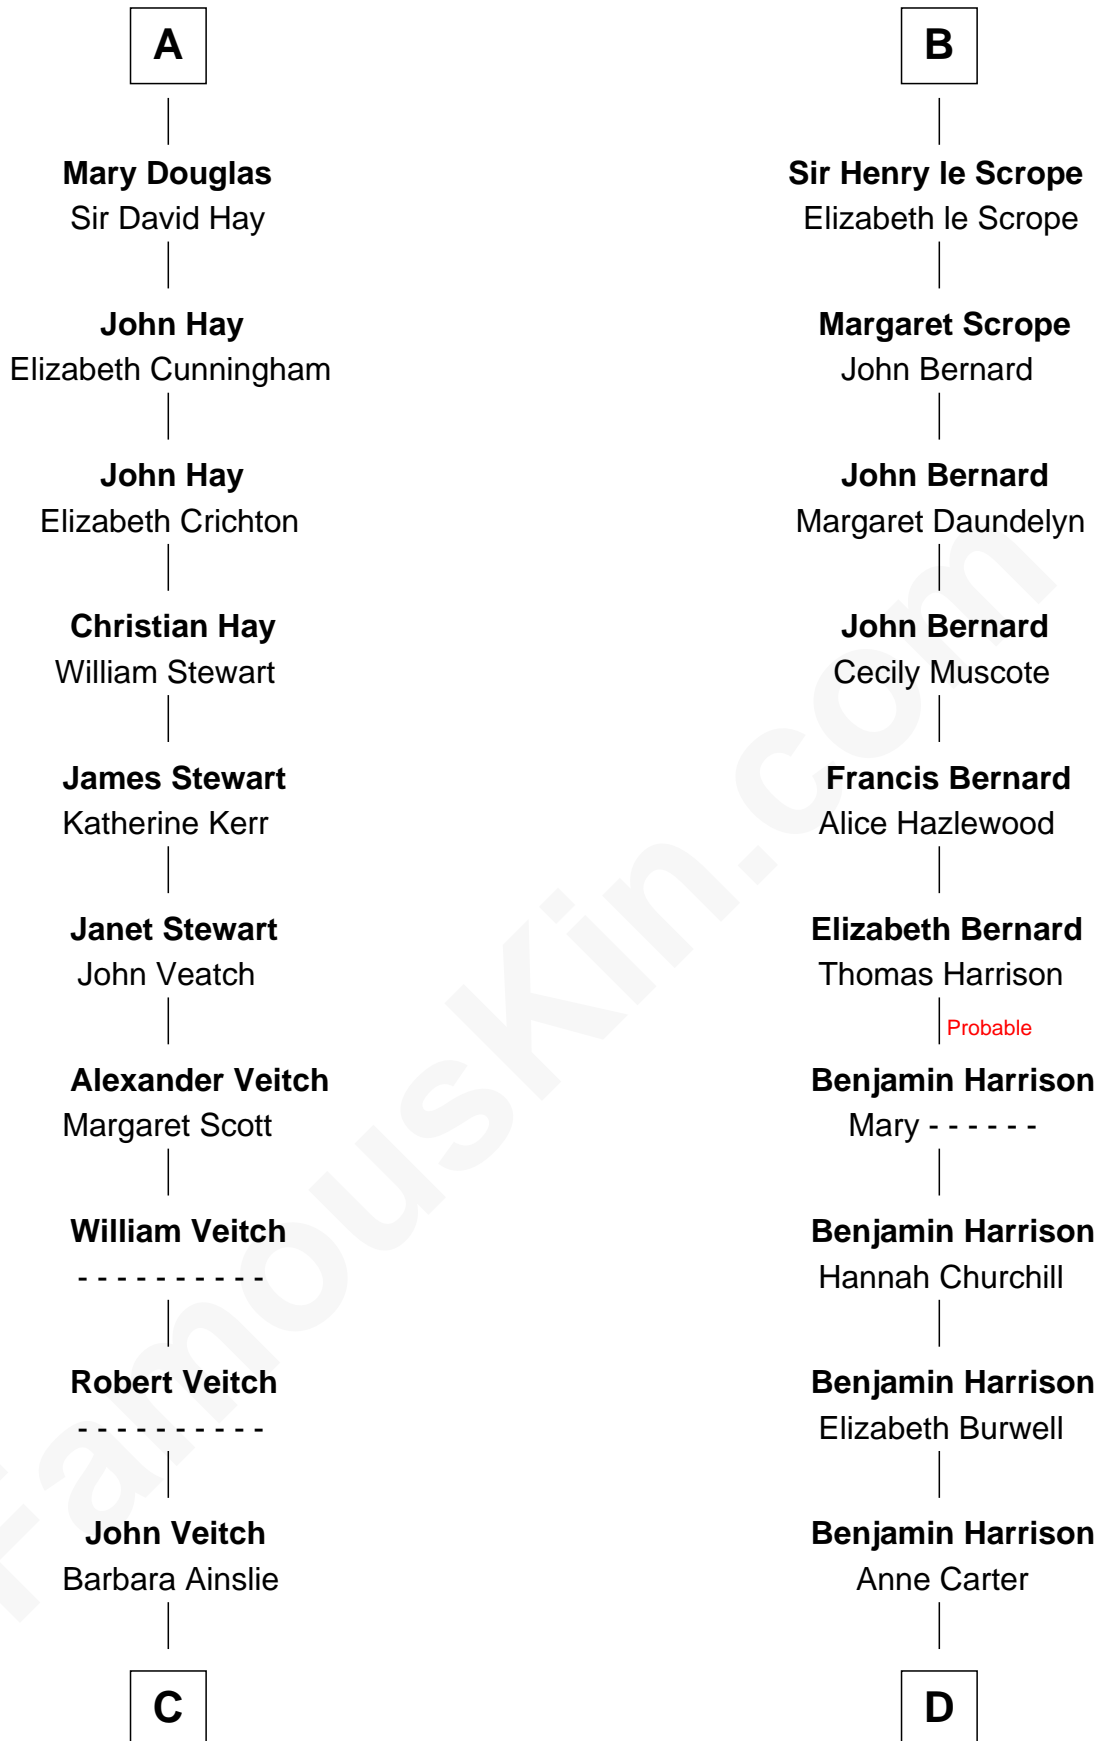 A
Mary Douglas
Sir David Hay
John Hay
Elizabeth Cunningham
John Hay
Elizabeth Crichton
Christian Hay
William Stewart
James Stewart
Katherine Kerr
Janet Stewart
John Veatch
Alexander Veitch
Margaret Scott
William Veitch
- - - - - - - - - -
Robert Veitch
- - - - - - - - - -
John Veitch
Barbara Ainslie
C
B
Sir Henry le Scrope
Elizabeth le Scrope
Margaret Scrope
John Bernard
John Bernard
Margaret Daundelyn
John Bernard
Cecily Muscote
Francis Bernard
Alice Hazlewood
Elizabeth Bernard
Thomas Harrison
Probable
Benjamin Harrison
Mary - - - - - -
Benjamin Harrison
Hannah Churchill
Benjamin Harrison
Elizabeth Burwell
Benjamin Harrison
Anne Carter
D
FamousKin.com